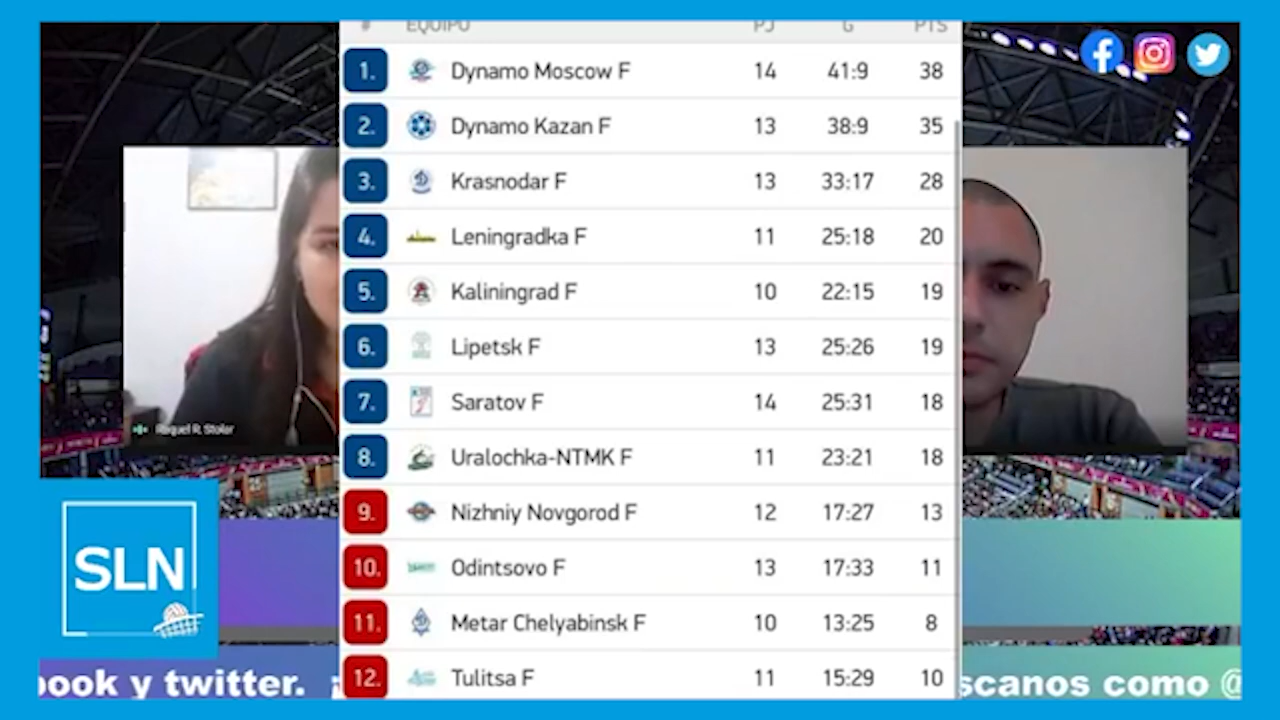 # EQUIPO PJ G PTS
1. Dynamo Moscow F 14 41:9 38
2. Dynamo Kazan F 13 38:9 35
3. Krasnodar F 13 33:17 28
4. Leningradka F 11 25:18 20
5. Kaliningrad F 10 22:15 19
6. Lipetsk F 13 25:26 19
7. Saratov F 14 25:31 18
Raquel R. Stolar
8. Uralochka-NTMK F 11 23:21 18
9. Nizhniy Novgorod F 12 17:27 13
10. Odintsovo F 13 17:33 11
SLN
11. Metar Chelyabinsk F 10 13:25 8
12. Tulitsa F 11 15:29 10
book y twitter. ¡ scanos como @